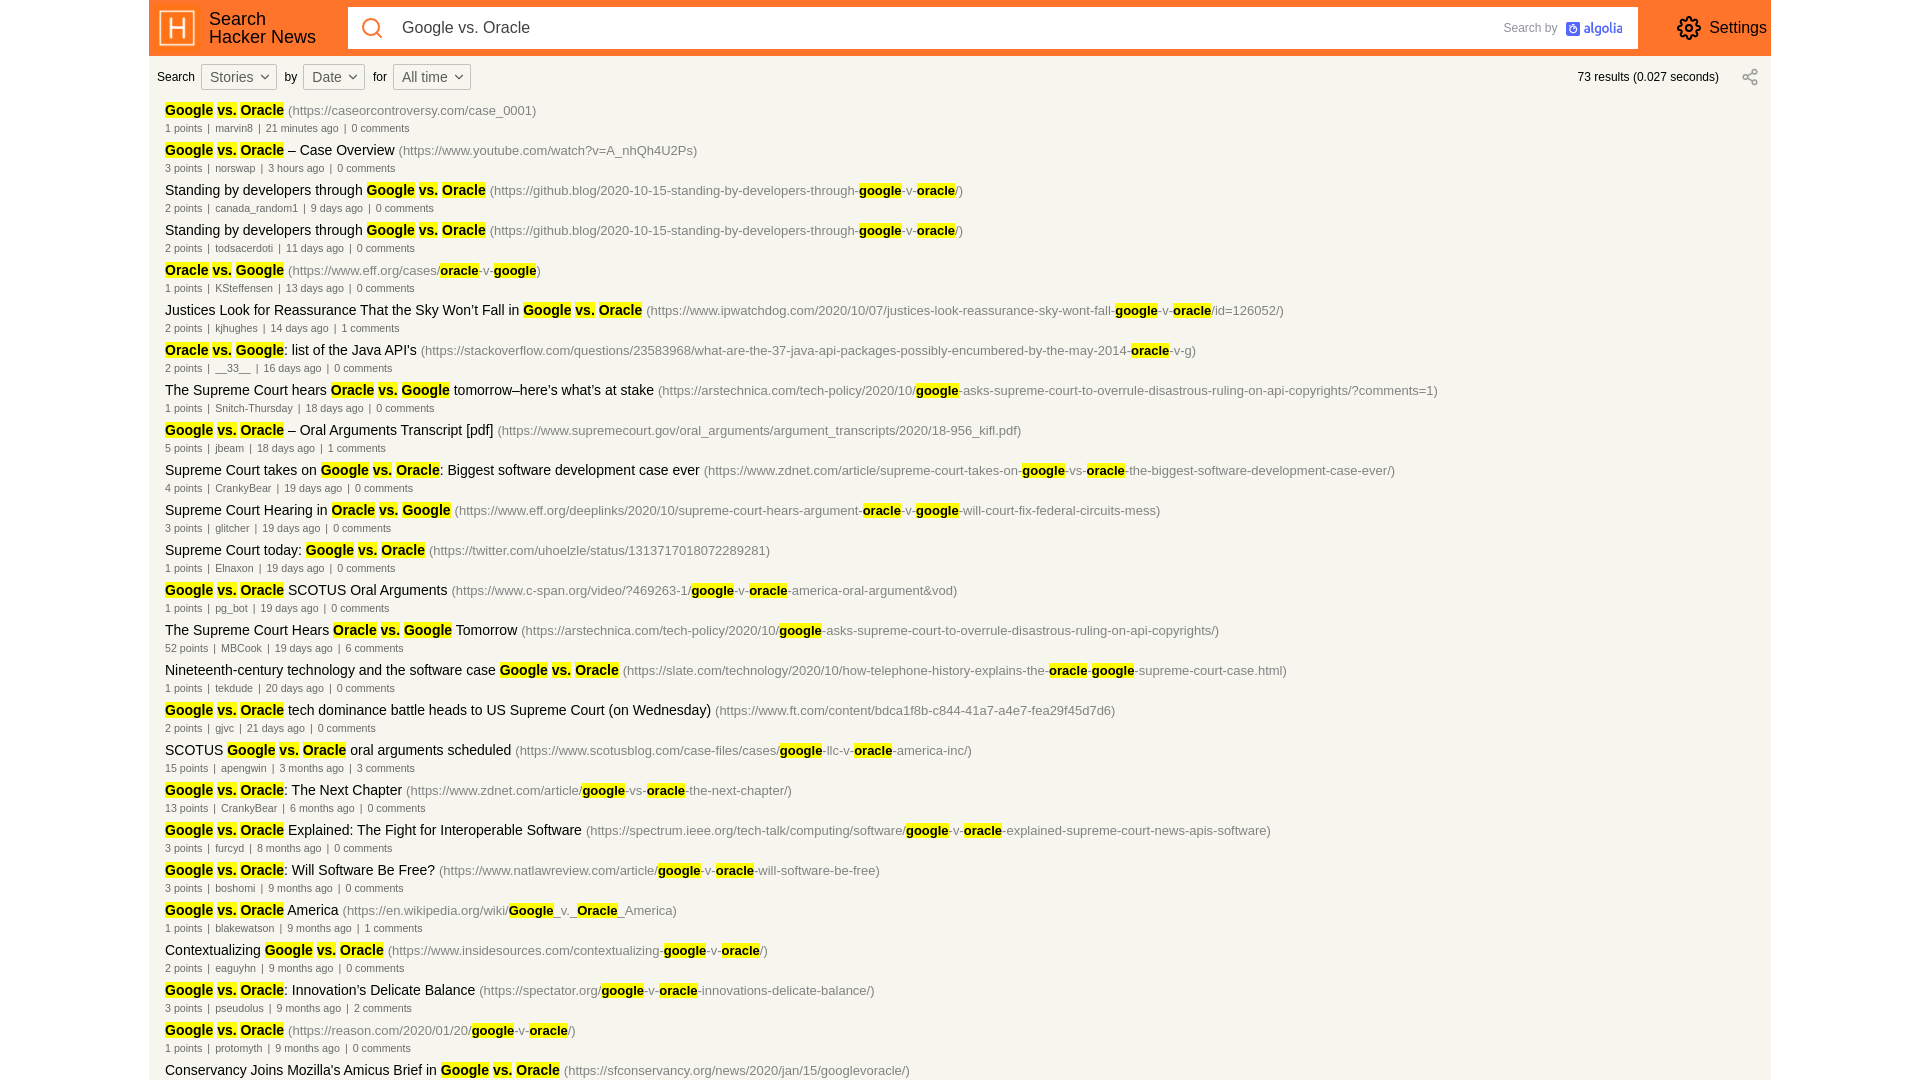 Search
Hacker News
Google vs. Oracle
Search by algolia
Settings
Search Stories by Date for All time
73 results (0.027 seconds)
Google vs. Oracle (https://caseorcontroversy.com/case_0001)
1 points | marvin8 | 21 minutes ago | 0 comments
Google vs. Oracle – Case Overview (https://www.youtube.com/watch?v=A_nhQh4U2Ps)
3 points | norswap | 3 hours ago | 0 comments
Standing by developers through Google vs. Oracle (https://github.blog/2020-10-15-standing-by-developers-through-google-v-oracle/)
2 points | canada_random1 | 9 days ago | 0 comments
Standing by developers through Google vs. Oracle (https://github.blog/2020-10-15-standing-by-developers-through-google-v-oracle/)
2 points | todsacerdoti | 11 days ago | 0 comments
Oracle vs. Google (https://www.eff.org/cases/oracle-v-google)
1 points | KSteffensen | 13 days ago | 0 comments
Justices Look for Reassurance That the Sky Won’t Fall in Google vs. Oracle (https://www.ipwatchdog.com/2020/10/07/justices-look-reassurance-sky-wont-fall-google-v-oracle/id=126052/)
2 points | kjhughes | 14 days ago | 1 comments
Oracle vs. Google: list of the Java API's (https://stackoverflow.com/questions/23583968/what-are-the-37-java-api-packages-possibly-encumbered-by-the-may-2014-oracle-v-g)
2 points | __33__ | 16 days ago | 0 comments
The Supreme Court hears Oracle vs. Google tomorrow–here’s what’s at stake (https://arstechnica.com/tech-policy/2020/10/google-asks-supreme-court-to-overrule-disastrous-ruling-on-api-copyrights/?comments=1)
1 points | Snitch-Thursday | 18 days ago | 0 comments
Google vs. Oracle – Oral Arguments Transcript [pdf] (https://www.supremecourt.gov/oral_arguments/argument_transcripts/2020/18-956_kifl.pdf)
5 points | jbeam | 18 days ago | 1 comments
Supreme Court takes on Google vs. Oracle: Biggest software development case ever (https://www.zdnet.com/article/supreme-court-takes-on-google-vs-oracle-the-biggest-software-development-case-ever/)
4 points | CrankyBear | 19 days ago | 0 comments
Supreme Court Hearing in Oracle vs. Google (https://www.eff.org/deeplinks/2020/10/supreme-court-hears-argument-oracle-v-google-will-court-fix-federal-circuits-mess)
3 points | glitcher | 19 days ago | 0 comments
Supreme Court today: Google vs. Oracle (https://twitter.com/uhoelzle/status/1313717018072289281)
1 points | Elnaxon | 19 days ago | 0 comments
Google vs. Oracle SCOTUS Oral Arguments (https://www.c-span.org/video/?469263-1/google-v-oracle-america-oral-argument&vod)
1 points | pg_bot | 19 days ago | 0 comments
The Supreme Court Hears Oracle vs. Google Tomorrow (https://arstechnica.com/tech-policy/2020/10/google-asks-supreme-court-to-overrule-disastrous-ruling-on-api-copyrights/)
52 points | MBCook | 19 days ago | 6 comments
Nineteenth-century technology and the software case Google vs. Oracle (https://slate.com/technology/2020/10/how-telephone-history-explains-the-oracle-google-supreme-court-case.html)
1 points | tekdude | 20 days ago | 0 comments
Google vs. Oracle tech dominance battle heads to US Supreme Court (on Wednesday) (https://www.ft.com/content/bdca1f8b-c844-41a7-a4e7-fea29f45d7d6)
2 points | gjvc | 21 days ago | 0 comments
SCOTUS Google vs. Oracle oral arguments scheduled (https://www.scotusblog.com/case-files/cases/google-llc-v-oracle-america-inc/)
15 points | apengwin | 3 months ago | 3 comments
Google vs. Oracle: The Next Chapter (https://www.zdnet.com/article/google-vs-oracle-the-next-chapter/)
13 points | CrankyBear | 6 months ago | 0 comments
Google vs. Oracle Explained: The Fight for Interoperable Software (https://spectrum.ieee.org/tech-talk/computing/software/google-v-oracle-explained-supreme-court-news-apis-software)
3 points | furcyd | 8 months ago | 0 comments
Google vs. Oracle: Will Software Be Free? (https://www.natlawreview.com/article/google-v-oracle-will-software-be-free)
3 points | boshomi | 9 months ago | 0 comments
Google vs. Oracle America (https://en.wikipedia.org/wiki/Google_v._Oracle_America)
1 points | blakewatson | 9 months ago | 1 comments
Contextualizing Google vs. Oracle (https://www.insidesources.com/contextualizing-google-v-oracle/)
2 points | eaguyhn | 9 months ago | 0 comments
Google vs. Oracle: Innovation’s Delicate Balance (https://spectator.org/google-v-oracle-innovations-delicate-balance/)
3 points | pseudolus | 9 months ago | 2 comments
Google vs. Oracle (https://reason.com/2020/01/20/google-v-oracle/)
1 points | protomyth | 9 months ago | 0 comments
Conservancy Joins Mozilla's Amicus Brief in Google vs. Oracle (https://sfconservancy.org/news/2020/jan/15/googlevoracle/)